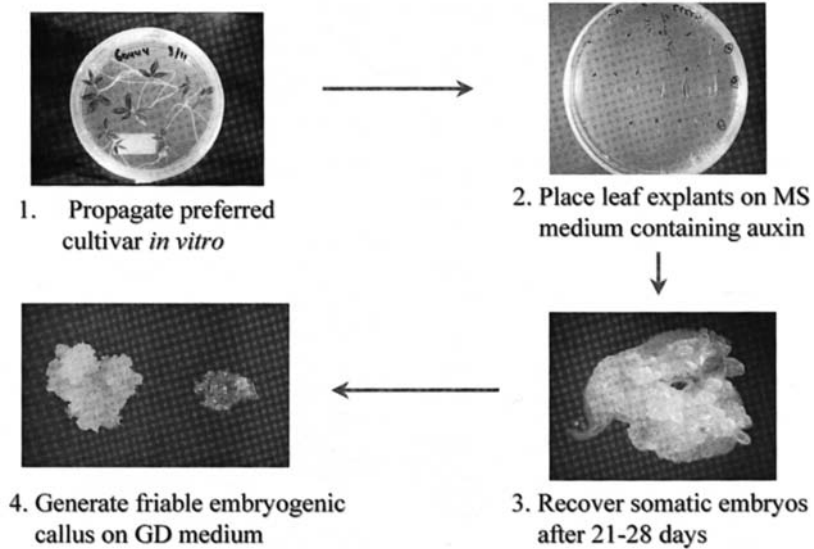 1. Propagate preferred
cultivar in vitro
2. Place leaf explants on MS
medium containing auxin
4. Generate friable embryogenic
callus on GD medium
3. Recover somatic embryos
after 21-28 days